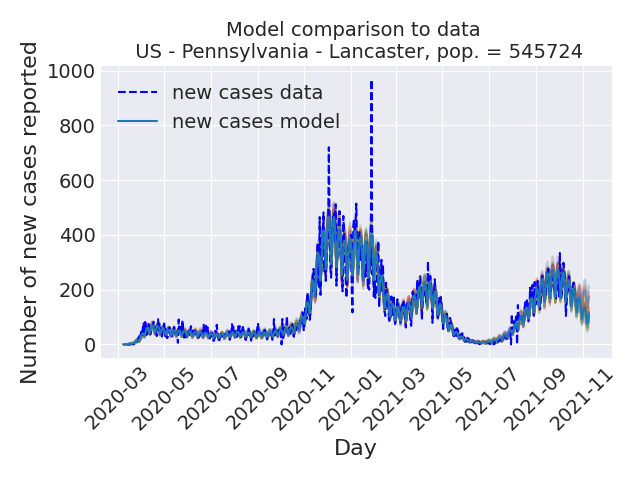 Model comparison to data
US - Pennsylvania - Lancaster, pop. = 545724
Number of new cases reported
1000
800
600
400
200
0
new cases data
new cases model
2020-03
2020-05
2020-07
2020-09
2020-11
2021-01
2021-03
2021-05
2021-07
2021-09
2021-11
Day